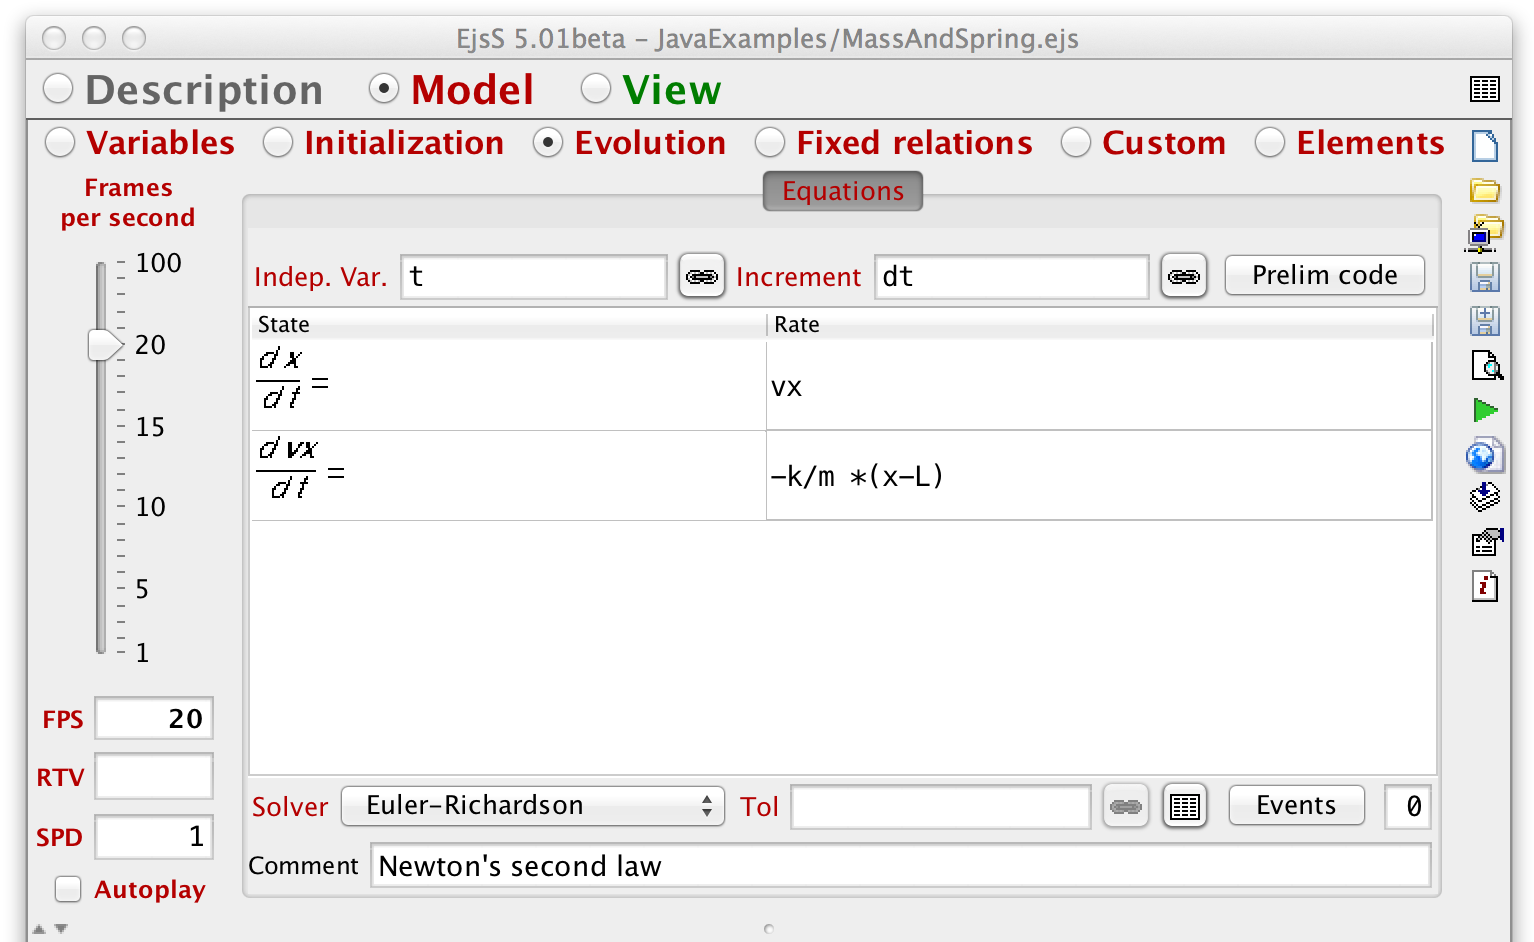 EjsS 5.01beta – JavaExamples/MassAndSpring.ejs
Description Model View
Variables Initialization Evolution Fixed relations Custom Elements
Frames
per second
100
20
15
10
5
1
FPS 20
RTV
SPD 1
Autoplay
Equations
Indep. Var. t Increment dt Prelim code
State Rate
dx/dt = vx
dvx/dt = -k/m *(x-L)
Solver Euler-Richardson Tol Events 0
Comment Newton's second law